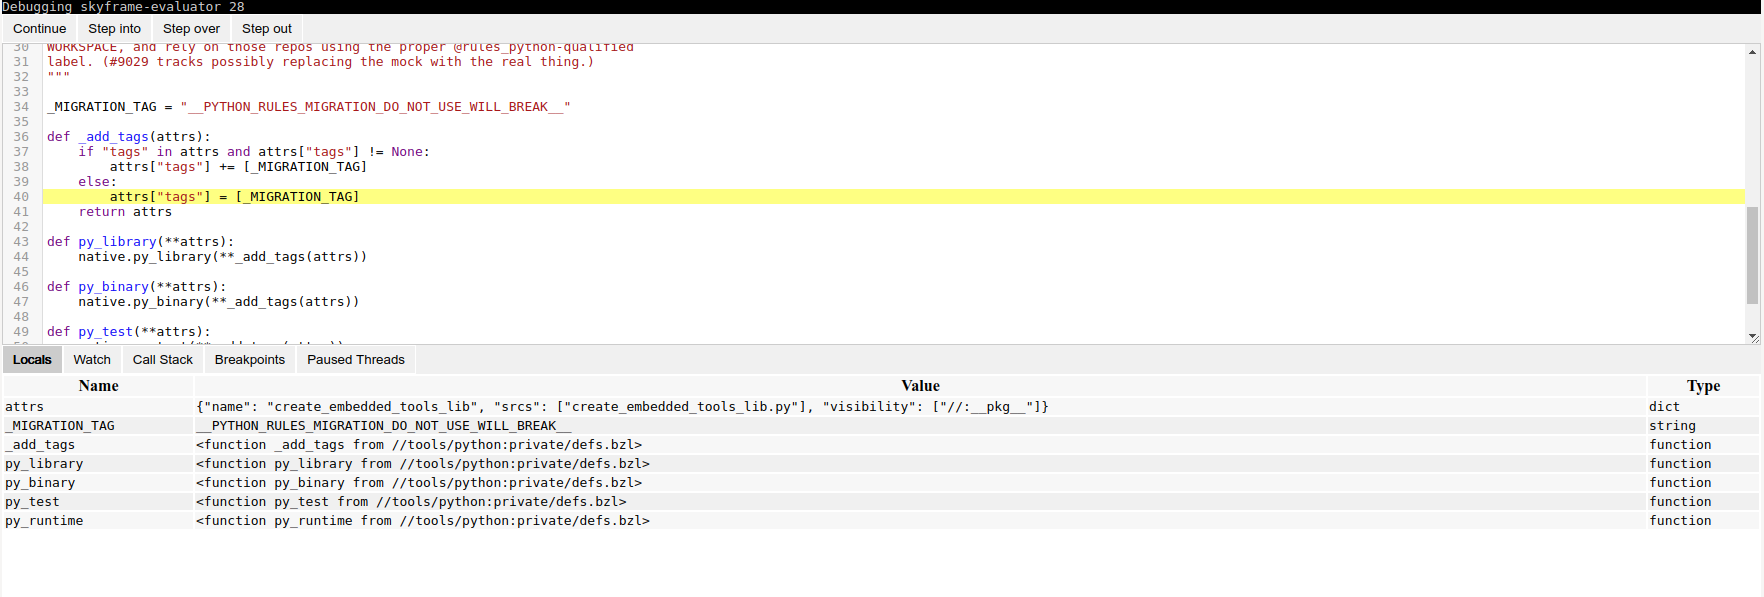 Debugging skyframe-evaluator 28
Continue Step into Step over Step out
30 WORKSPACE, and rely on those repos using the proper @rules_python-qualified
31 label. (#9029 tracks possibly replacing the mock with the real thing.)
32 """
33
34 _MIGRATION_TAG = "__PYTHON_RULES_MIGRATION_DO_NOT_USE_WILL_BREAK__"
35
36 def _add_tags(attrs):
37     if "tags" in attrs and attrs["tags"] != None:
38         attrs["tags"] += [_MIGRATION_TAG]
39     else:
40         attrs["tags"] = [_MIGRATION_TAG]
41     return attrs
42
43 def py_library(**attrs):
44     native.py_library(**_add_tags(attrs))
45
46 def py_binary(**attrs):
47     native.py_binary(**_add_tags(attrs))
48
49 def py_test(**attrs):
Locals Watch Call Stack Breakpoints Paused Threads
Name Value Type
attrs {"name": "create_embedded_tools_lib", "srcs": ["create_embedded_tools_lib.py"], "visibility": ["//:__pkg__"]} dict
_MIGRATION_TAG __PYTHON_RULES_MIGRATION_DO_NOT_USE_WILL_BREAK__ string
_add_tags <function _add_tags from //tools/python:private/defs.bzl> function
py_library <function py_library from //tools/python:private/defs.bzl> function
py_binary <function py_binary from //tools/python:private/defs.bzl> function
py_test <function py_test from //tools/python:private/defs.bzl> function
py_runtime <function py_runtime from //tools/python:private/defs.bzl> function